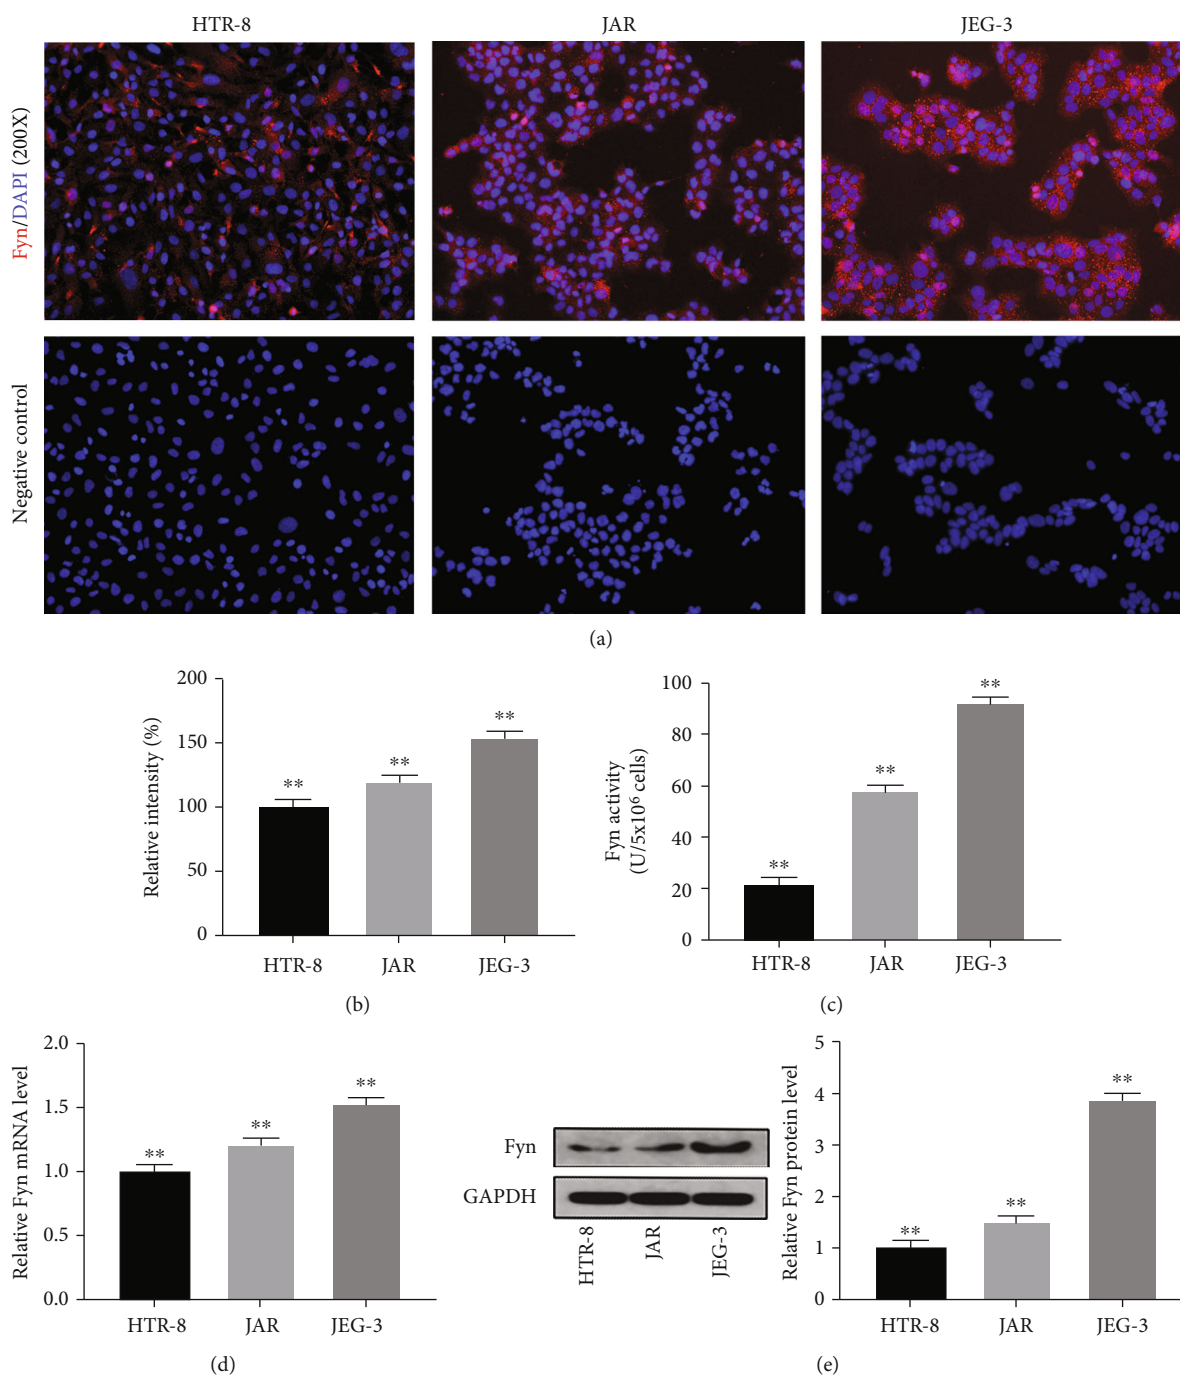 HTR-8
JAR
JEG-3
Fyn/DAPI (200X)
Negative control
(a)
Relative intensity (%)
200
150
100
50
0
**
**
**
HTR-8
JAR
JEG-3
(b)
Fyn activity
(U/5x10⁶ cells)
100
80
60
40
20
0
**
**
**
HTR-8
JAR
JEG-3
(c)
Relative Fyn mRNA level
2.0
1.5
1.0
0.5
0.0
**
**
**
HTR-8
JAR
JEG-3
(d)
Fyn
GAPDH
HTR-8
JAR
JEG-3
Relative Fyn protein level
5
4
3
2
1
0
**
**
**
HTR-8
JAR
JEG-3
(e)